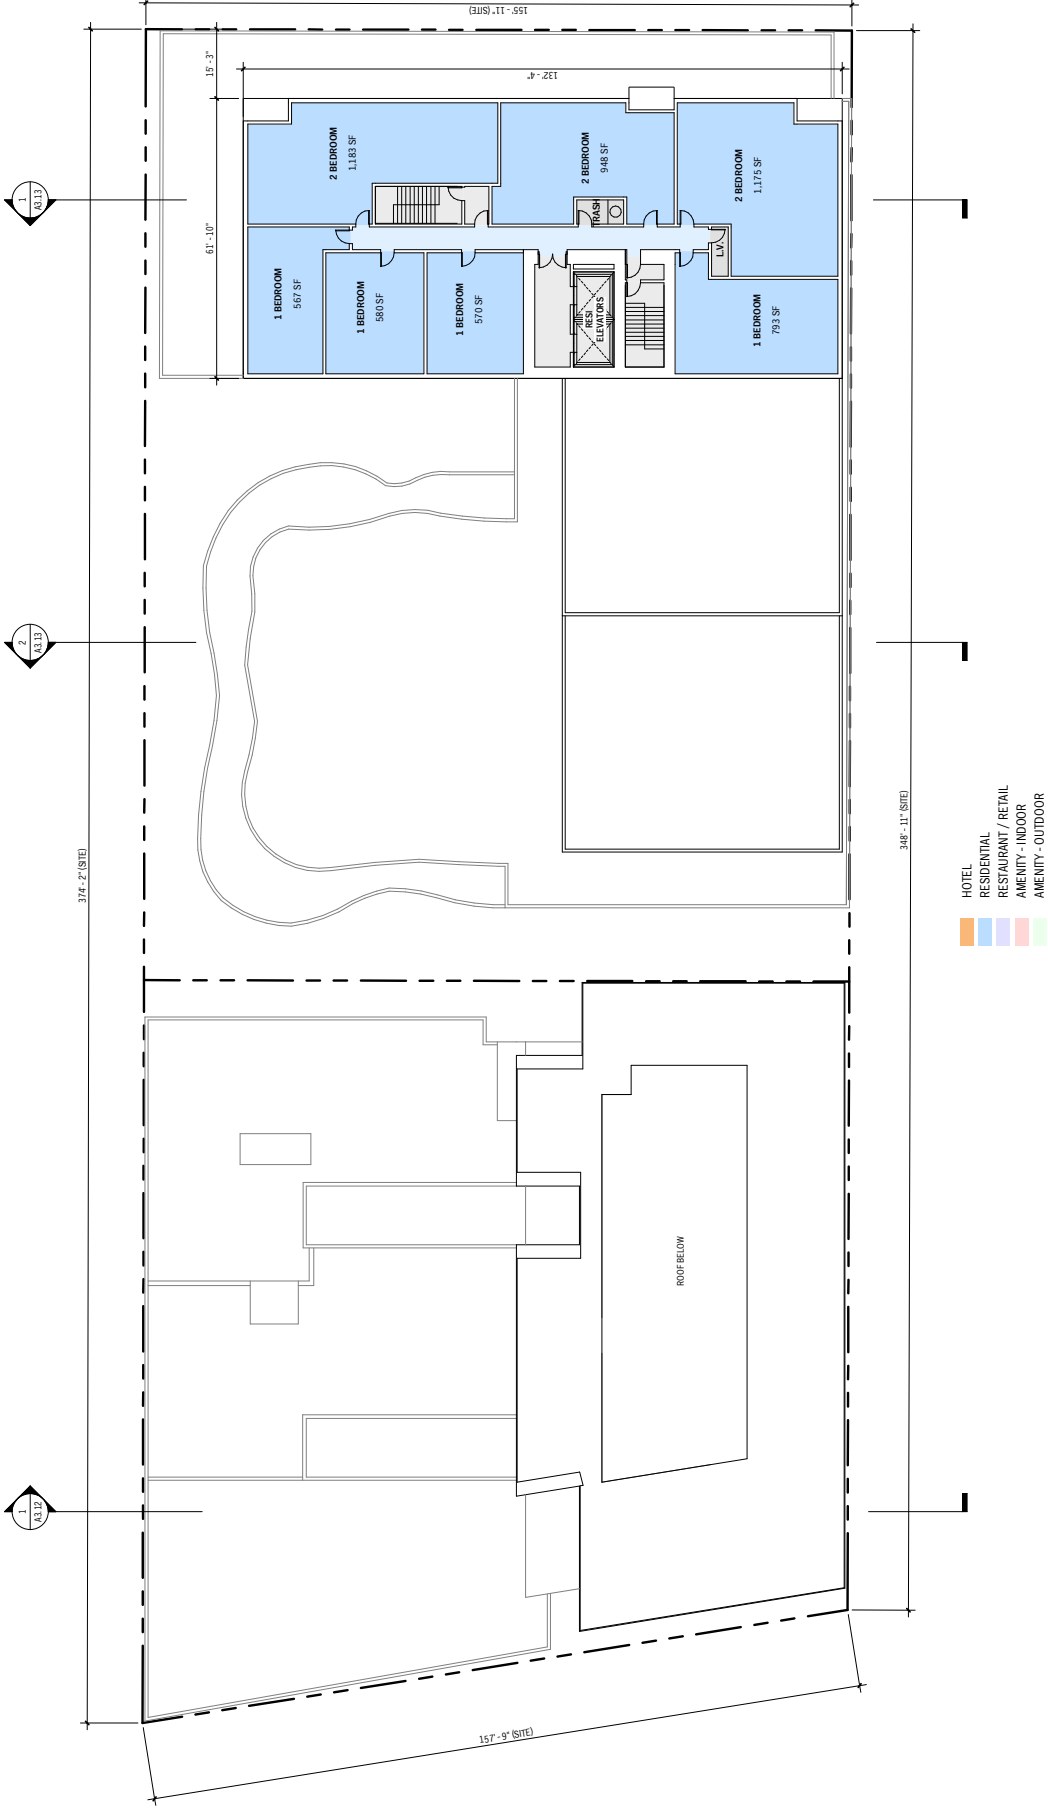 155' - 11" (SITE)
15' - 3"
132' - 4"
1
A3.13
61' - 10"
2 BEDROOM
1,183 SF
2 BEDROOM
948 SF
2 BEDROOM
1,175 SF
TRASH
L.V.
1 BEDROOM
567 SF
1 BEDROOM
580 SF
1 BEDROOM
570 SF
RESI
ELEVATORS
1 BEDROOM
793 SF
2
A3.13
374' - 2" (SITE)
348' - 11" (SITE)
HOTEL
RESIDENTIAL
RESTAURANT / RETAIL
AMENITY - INDOOR
AMENITY - OUTDOOR
ROOF BELOW
1
A3.12
157' - 9" (SITE)